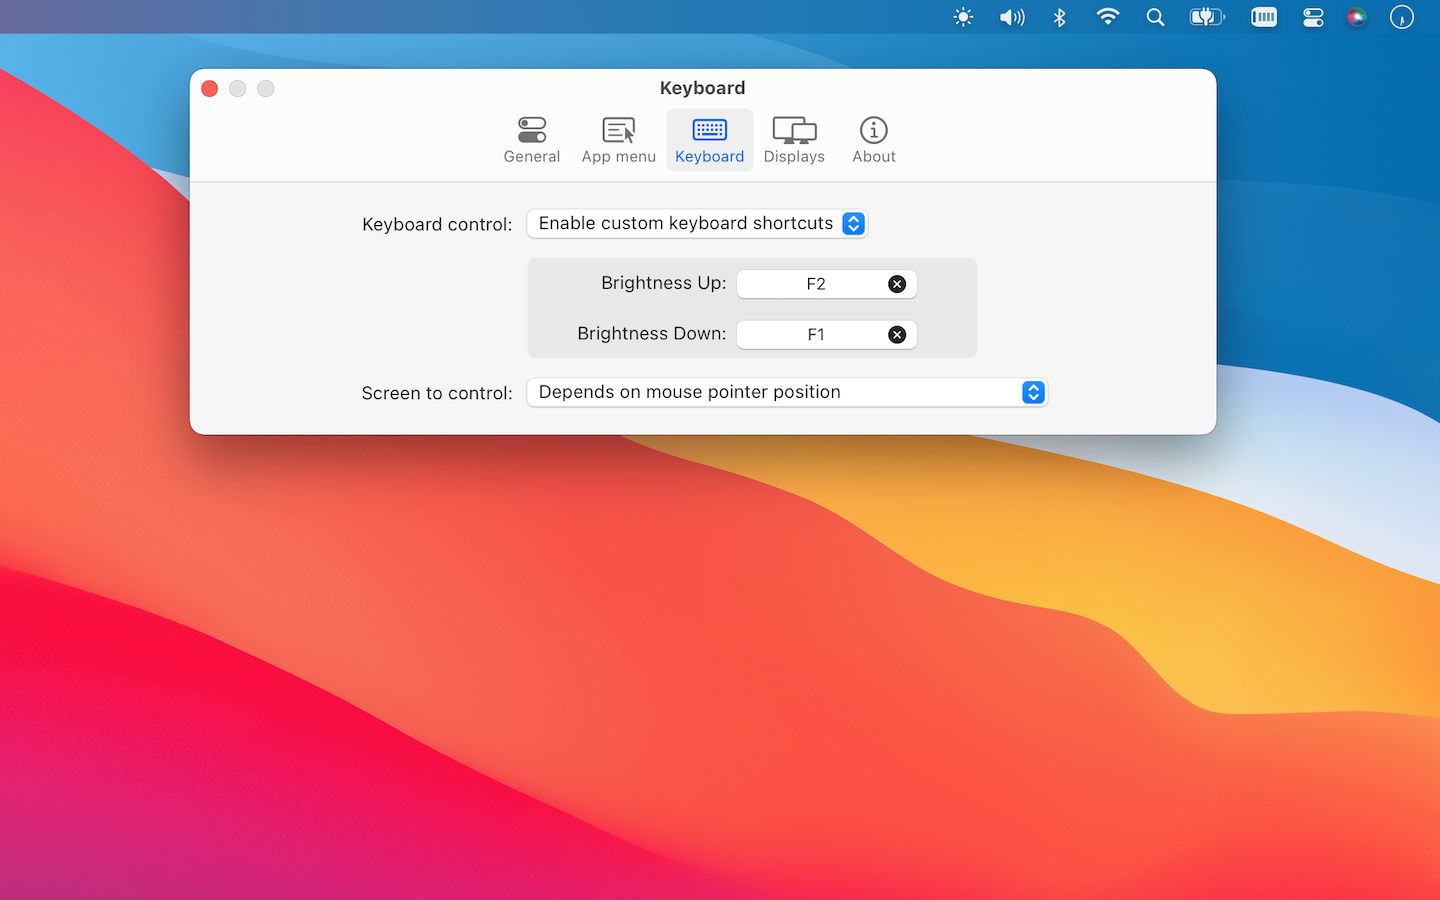 Keyboard
General App menu Keyboard Displays About
Keyboard control: Enable custom keyboard shortcuts
Brightness Up: F2
Brightness Down: F1
Screen to control: Depends on mouse pointer position